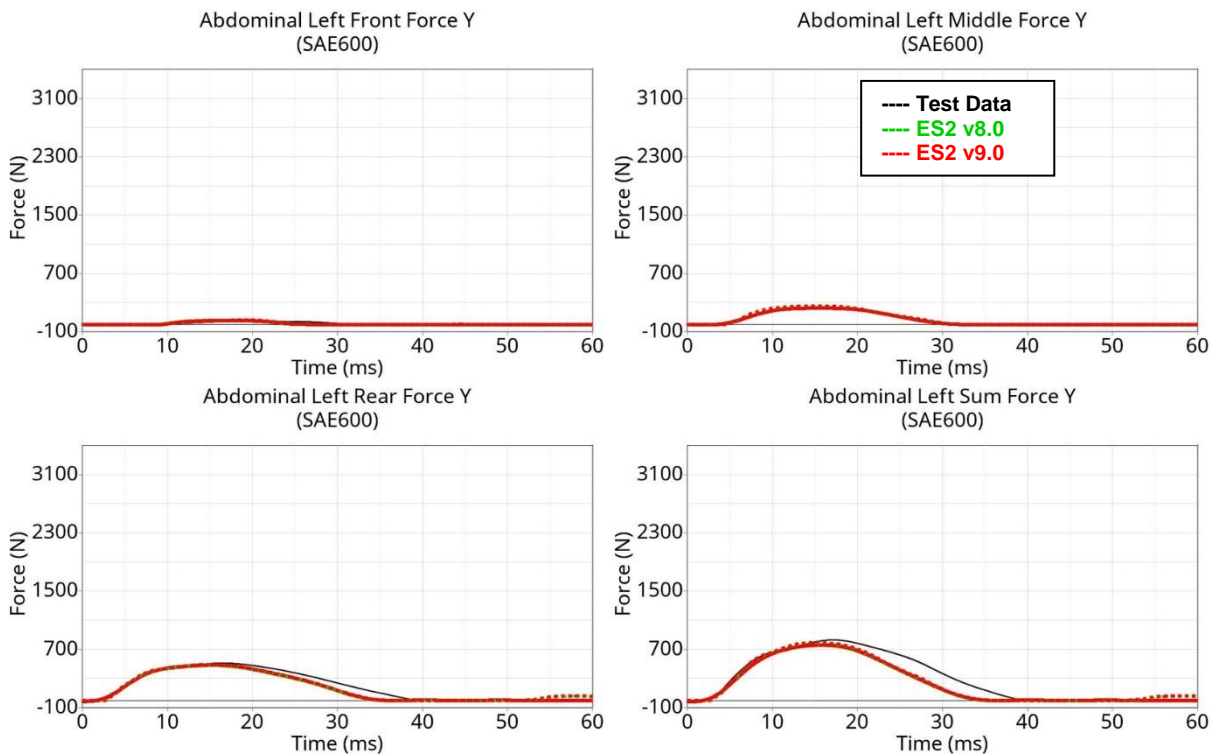 Abdominal Left Front Force Y
(SAE600)
Force (N)
3100
2300
1500
700
-100
0 10 20 30 40 50 60
Time (ms)
Abdominal Left Middle Force Y
(SAE600)
Force (N)
3100
2300
1500
700
-100
---- Test Data
---- ES2 v8.0
---- ES2 v9.0
0 10 20 30 40 50 60
Time (ms)
Abdominal Left Rear Force Y
(SAE600)
Force (N)
3100
2300
1500
700
-100
0 10 20 30 40 50 60
Time (ms)
Abdominal Left Sum Force Y
(SAE600)
Force (N)
3100
2300
1500
700
-100
0 10 20 30 40 50 60
Time (ms)